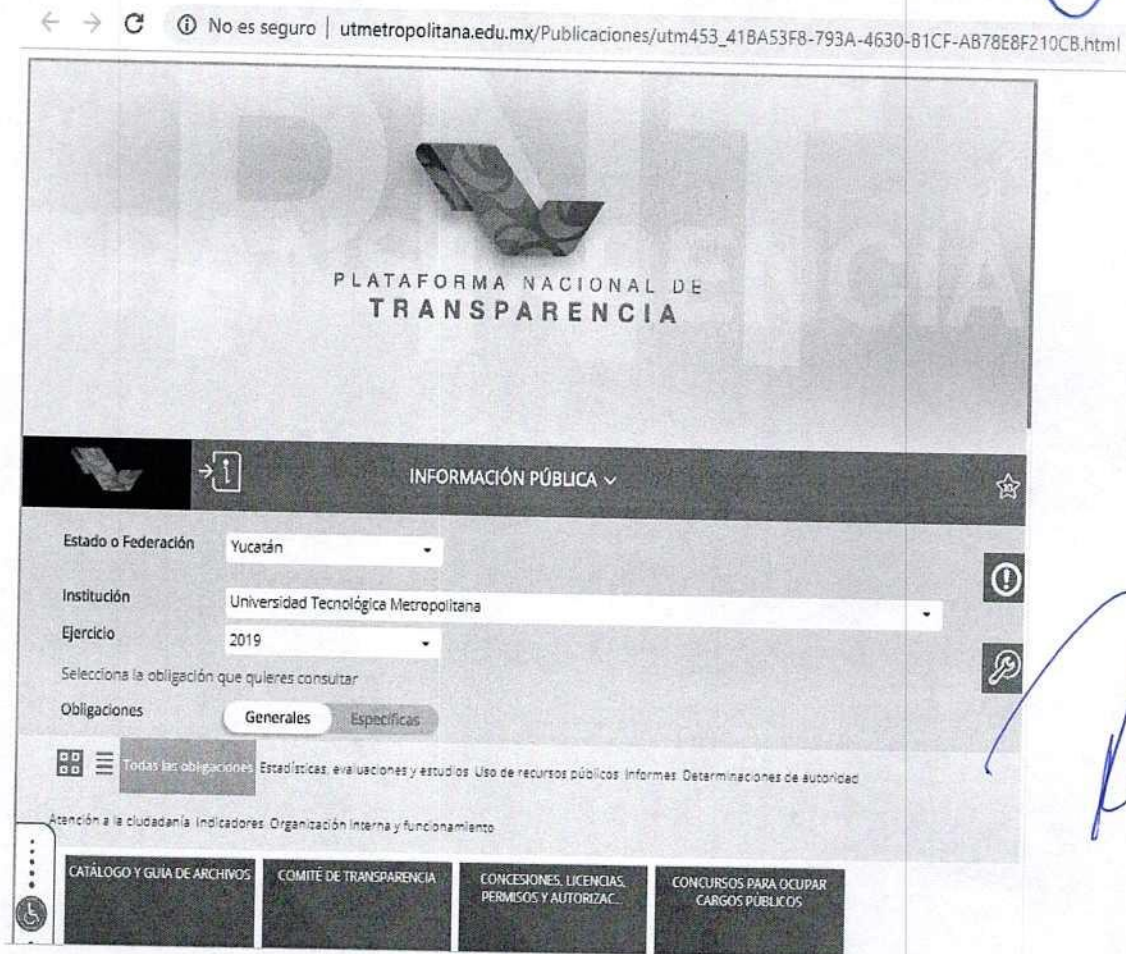 No es seguro | utmetropolitana.edu.mx/Publicaciones/utm453_41BA53F8-793A-4630-B1CF-AB78E8F210CB.html
PLATAFORMA NACIONAL DE
TRANSPARENCIA
INFORMACIÓN PÚBLICA
Estado o Federación Yucatán
Institución Universidad Tecnológica Metropolitana
Ejercicio 2019
Selecciona la obligación que quieres consultar
Obligaciones Generales Específicas
Todas las obligaciones Estadísticas, evaluaciones y estudios Uso de recursos públicos Informes Determinaciones de autoridad
Atención a la ciudadanía Indicadores Organización interna y funcionamiento
CATÁLOGO Y GUÍA DE ARCHIVOS COMITÉ DE TRANSPARENCIA CONCESIONES, LICENCIAS, CONCURSOS PARA OCUPAR
PERMISOS Y AUTORIZAC... CARGOS PÚBLICOS